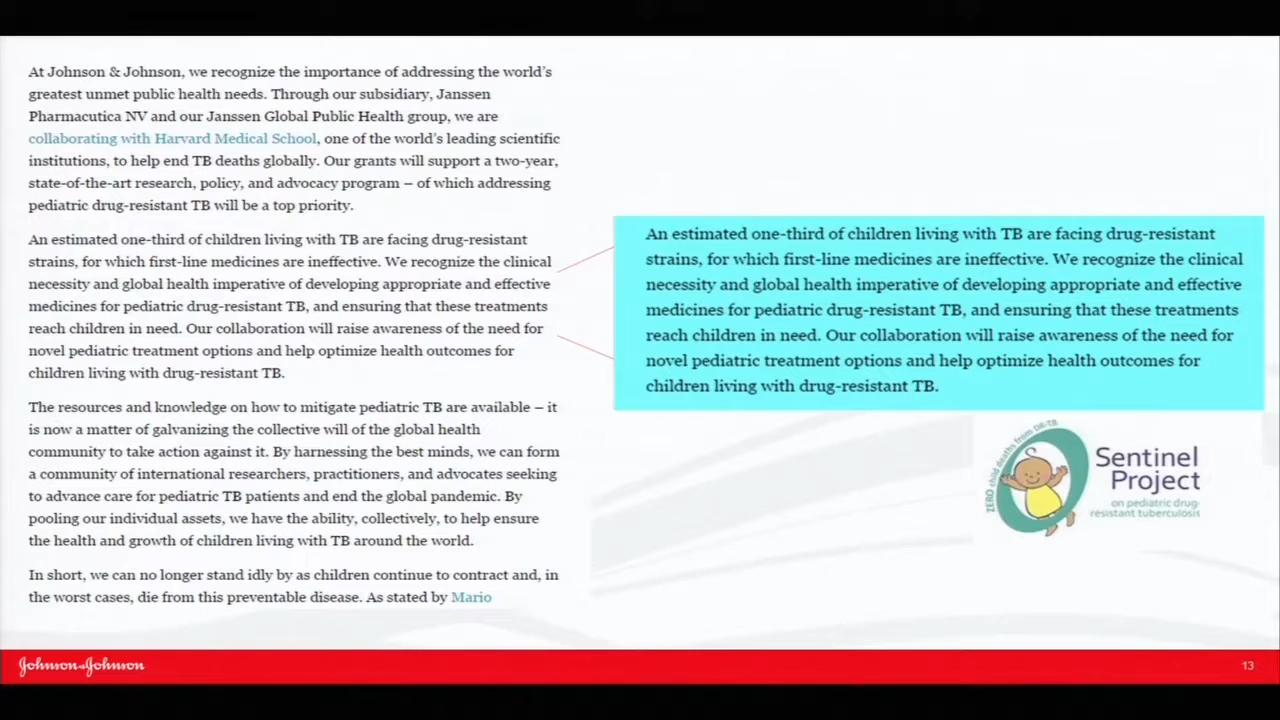 At Johnson & Johnson, we recognize the importance of addressing the world's
greatest unmet public health needs. Through our subsidiary, Janssen
Pharmacutica NV and our Janssen Global Public Health group, we are
collaborating with Harvard Medical School, one of the world's leading scientific
institutions, to help end TB deaths globally. Our grants will support a two-year,
state-of-the-art research, policy, and advocacy program – of which addressing
pediatric drug-resistant TB will be a top priority.
An estimated one-third of children living with TB are facing drug-resistant
strains, for which first-line medicines are ineffective. We recognize the clinical
necessity and global health imperative of developing appropriate and effective
medicines for pediatric drug-resistant TB, and ensuring that these treatments
reach children in need. Our collaboration will raise awareness of the need for
novel pediatric treatment options and help optimize health outcomes for
children living with drug-resistant TB.
The resources and knowledge on how to mitigate pediatric TB are available – it
is now a matter of galvanizing the collective will of the global health
community to take action against it. By harnessing the best minds, we can form
a community of international researchers, practitioners, and advocates seeking
to advance care for pediatric TB patients and end the global pandemic. By
pooling our individual assets, we have the ability, collectively, to help ensure
the health and growth of children living with TB around the world.
In short, we can no longer stand idly by as children continue to contract and, in
the worst cases, die from this preventable disease. As stated by Mario
An estimated one-third of children living with TB are facing drug-resistant
strains, for which first-line medicines are ineffective. We recognize the clinical
necessity and global health imperative of developing appropriate and effective
medicines for pediatric drug-resistant TB, and ensuring that these treatments
reach children in need. Our collaboration will raise awareness of the need for
novel pediatric treatment options and help optimize health outcomes for
children living with drug-resistant TB.
ZERO child deaths from DR-TB
Sentinel
Project
on pediatric drug-
resistant tuberculosis
Johnson & Johnson
13